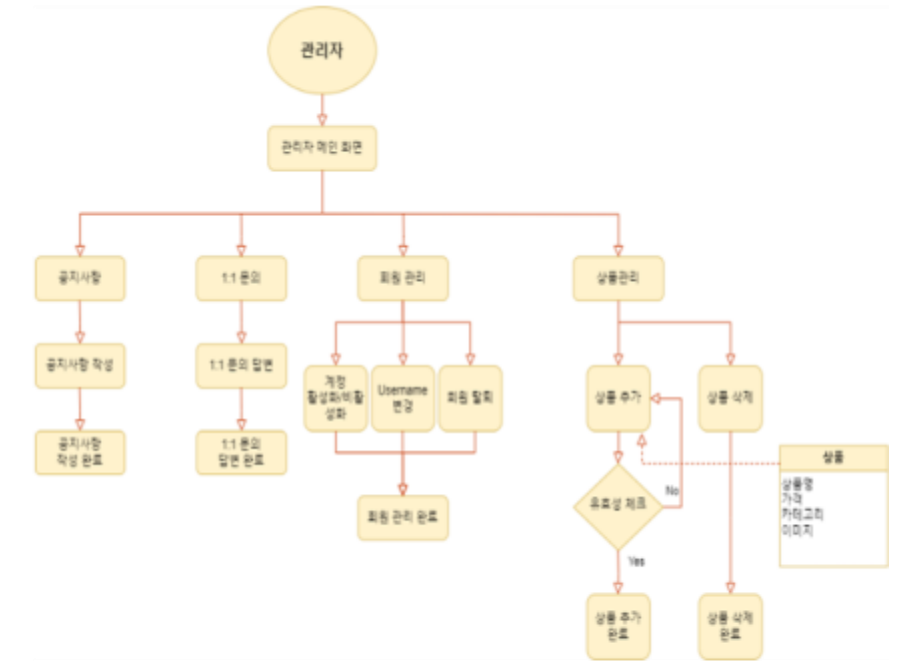 관리자
관리자 메인 화면
공지사항
1:1 문의
회원 관리
상품관리
공지사항 작성
1:1 문의 답변
계정
활성화/비활
성화
Username
변경
회원 탈퇴
상품 추가
상품 삭제
공지사항
작성 완료
1:1 문의
답변 완료
상품
상품명
가격
카테고리
이미지
No
유효성 체크
회원 관리 완료
Yes
상품 추가
완료
상품 삭제
완료